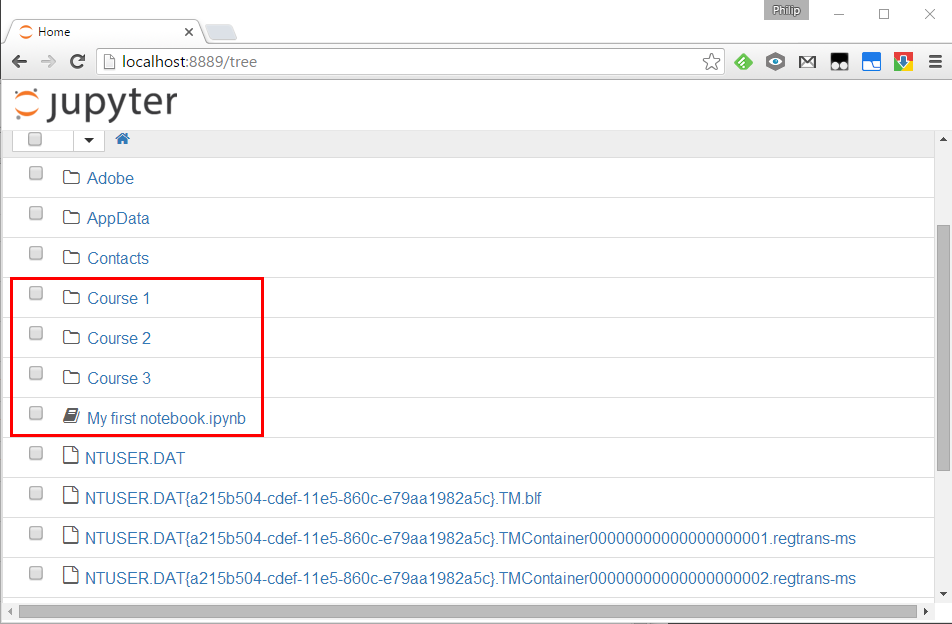 Philip
Home
localhost:8889/tree
jupyter
Adobe
AppData
Contacts
Course 1
Course 2
Course 3
My first notebook.ipynb
NTUSER.DAT
NTUSER.DAT{a215b504-cdef-11e5-860c-e79aa1982a5c}.TM.blf
NTUSER.DAT{a215b504-cdef-11e5-860c-e79aa1982a5c}.TMContainer00000000000000000001.regtrans-ms
NTUSER.DAT{a215b504-cdef-11e5-860c-e79aa1982a5c}.TMContainer00000000000000000002.regtrans-ms